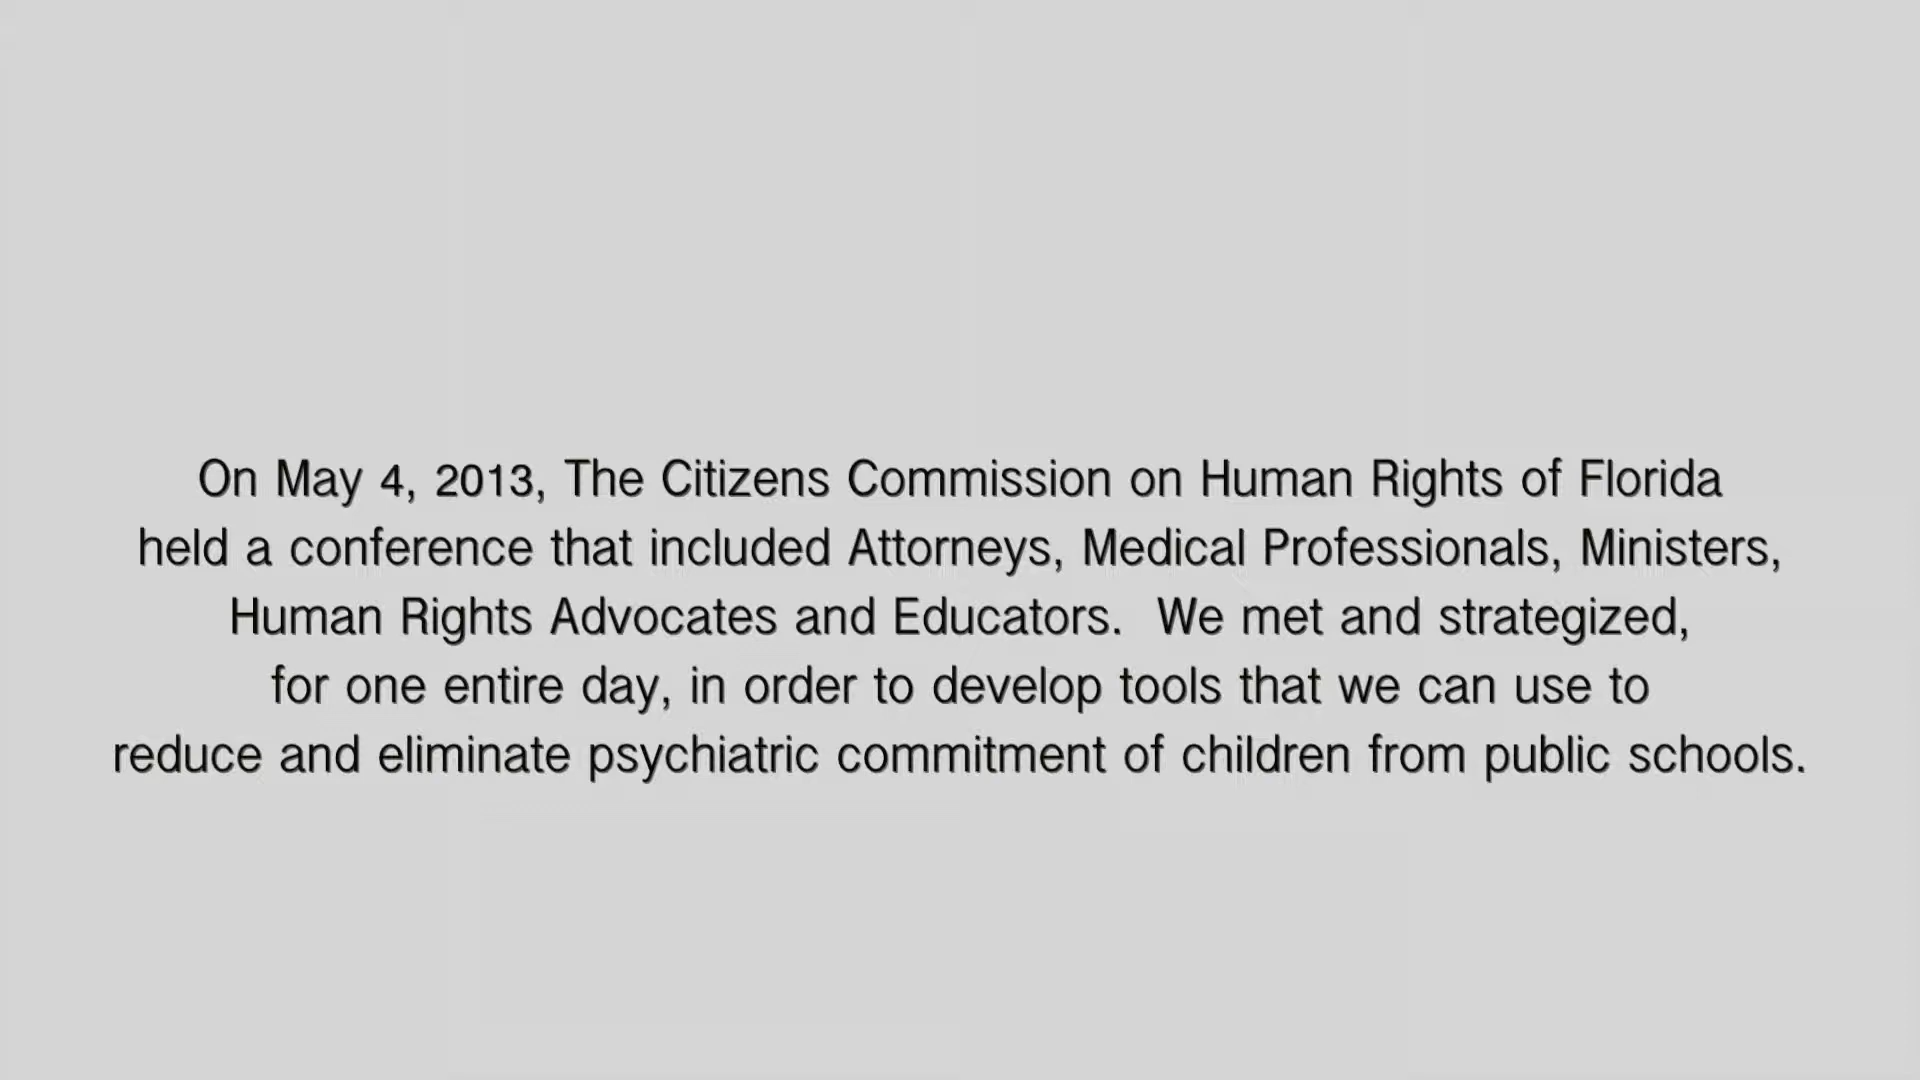 On May 4, 2013, The Citizens Commission on Human Rights of Florida
held a conference that included Attorneys, Medical Professionals, Ministers,
Human Rights Advocates and Educators.  We met and strategized,
for one entire day, in order to develop tools that we can use to
reduce and eliminate psychiatric commitment of children from public schools.